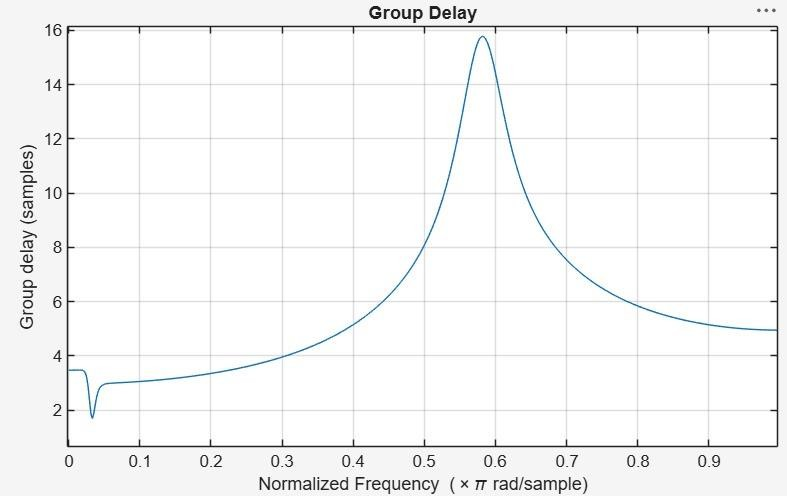 Group Delay
16
14
12
10
8
6
4
2
Group delay (samples)
0 0.1 0.2 0.3 0.4 0.5 0.6 0.7 0.8 0.9
Normalized Frequency ( × π rad/sample)